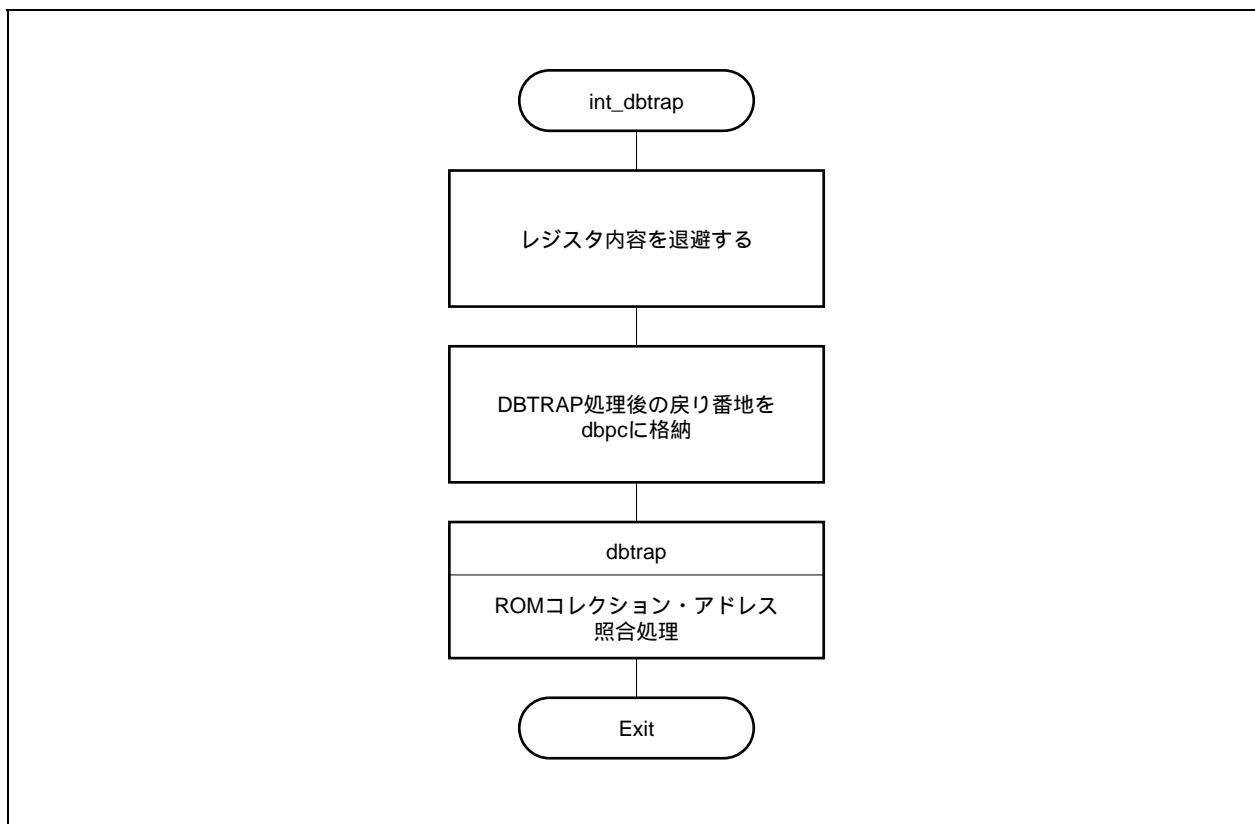 int_dbtrap
レジスタ内容を退避する
DBTRAP処理後の戻り番地を
dbpcに格納
dbtrap
ROMコレクション・アドレス
照合処理
Exit